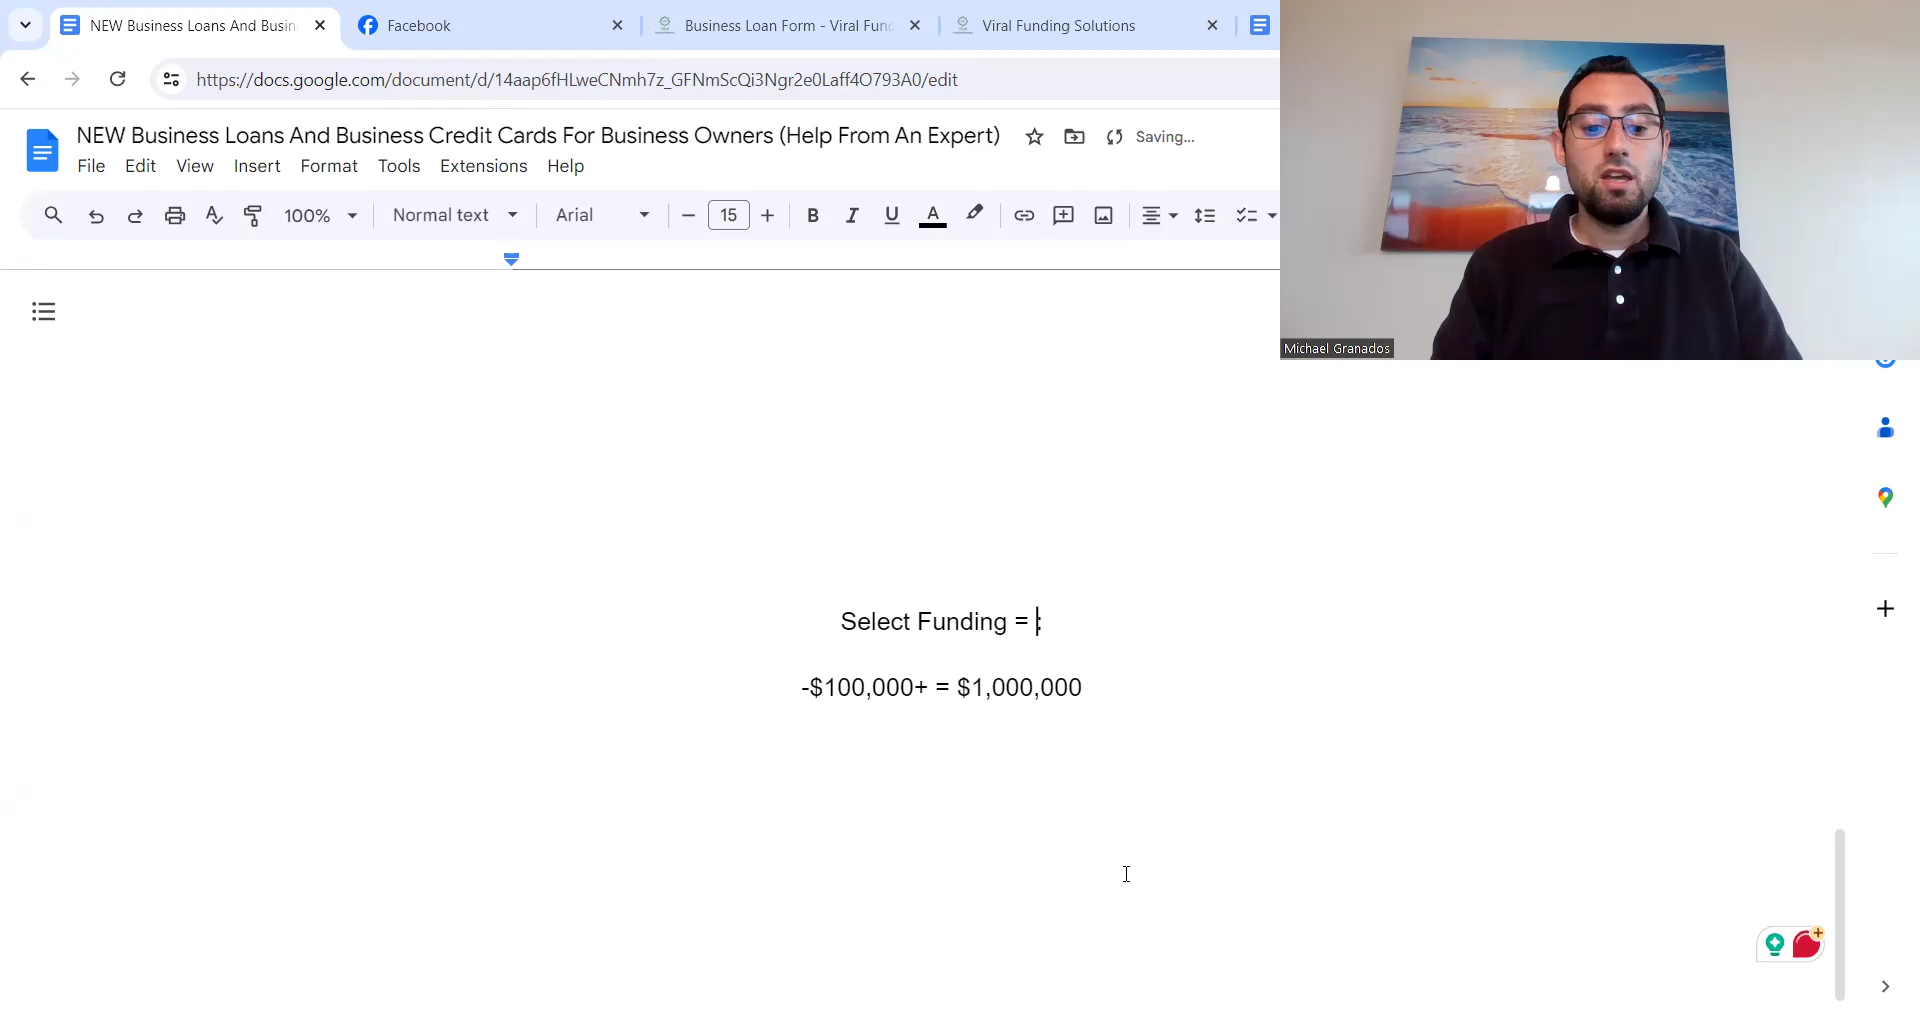 NEW Business Loans And Busin
Facebook
Business Loan Form - Viral Func
Viral Funding Solutions
https://docs.google.com/document/d/14aap6fHLweCNmh7z_GFNmScQi3Ngr2e0Laff4O793A0/edit
NEW Business Loans And Business Credit Cards For Business Owners (Help From An Expert)
Saving...
File Edit View Insert Format Tools Extensions Help
100% Normal text Arial 15 B I U A
Michael Granados
Select Funding = :
-$100,000+ = $1,000,000